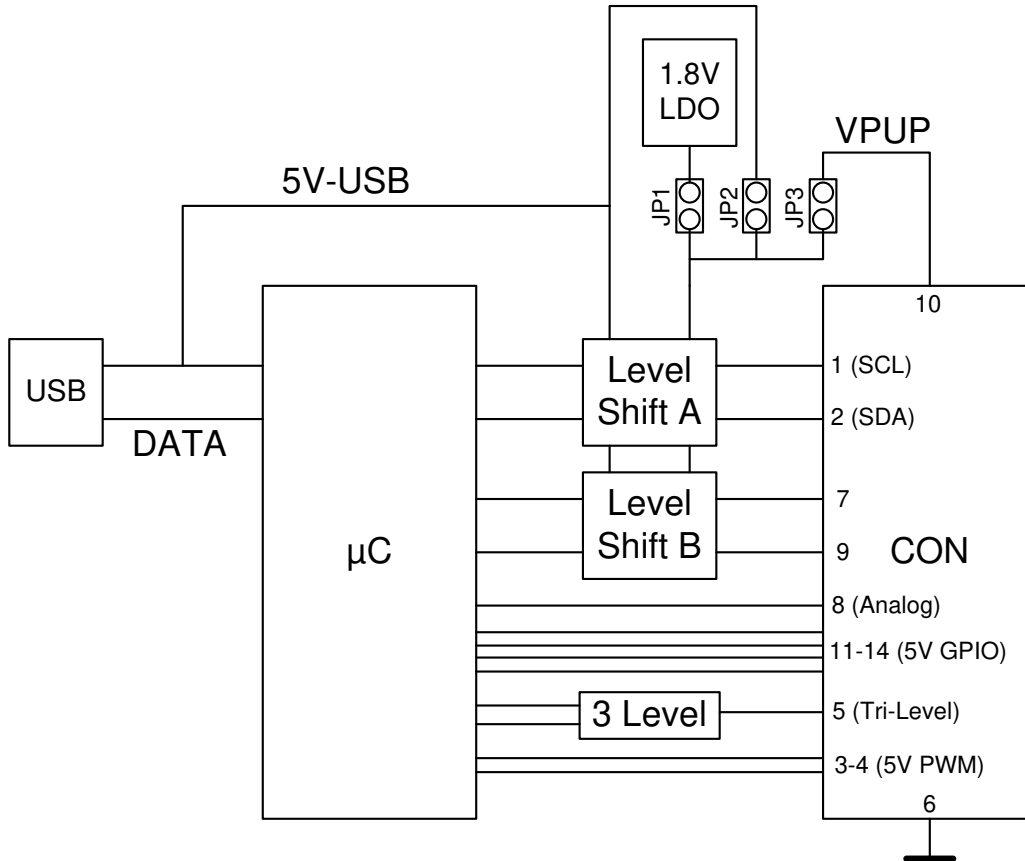 1.8V
LDO
VPUP
5V-USB
JP1
JP2
JP3
10
USB
DATA
Level
Shift A
1 (SCL)
2 (SDA)
Level
Shift B
7
9
µC
CON
8 (Analog)
11-14 (5V GPIO)
3 Level
5 (Tri-Level)
3-4 (5V PWM)
6